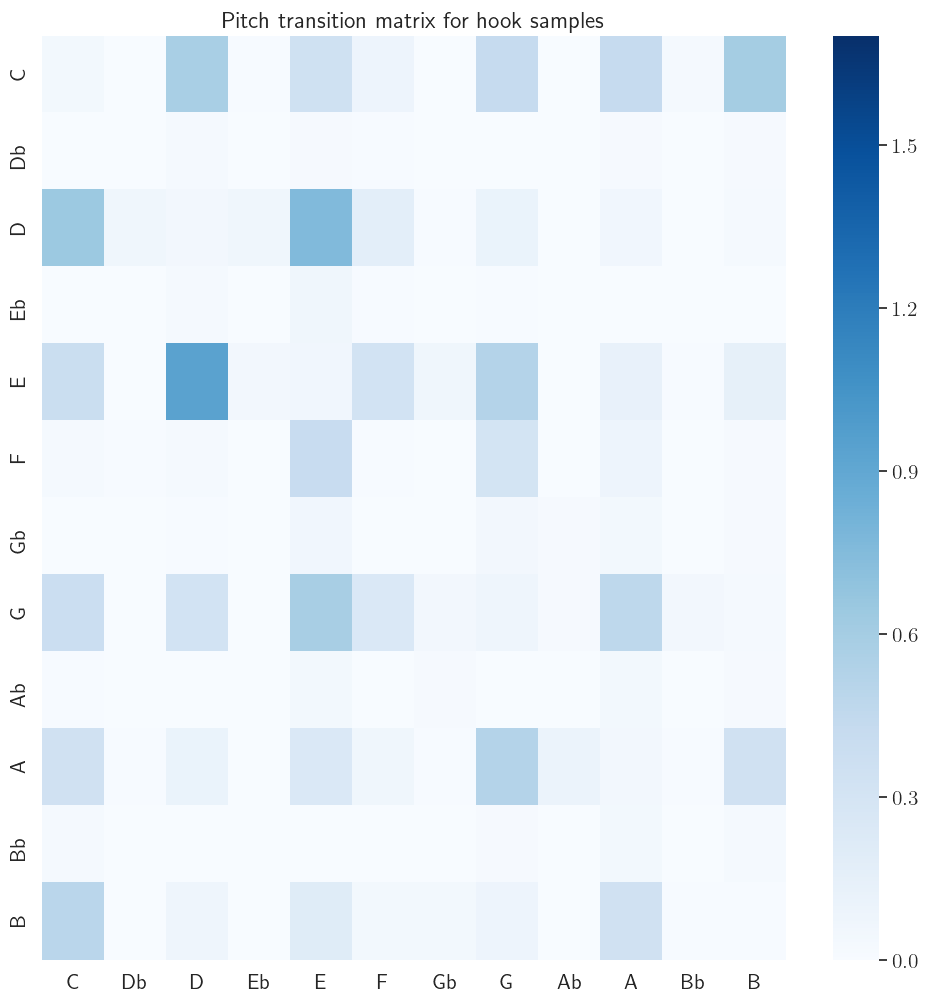 Pitch transition matrix for hook samples
C
Db
D
Eb
E
F
Gb
G
Ab
A
Bb
B
C Db D Eb E F Gb G Ab A Bb B
1.5
1.2
0.9
0.6
0.3
0.0